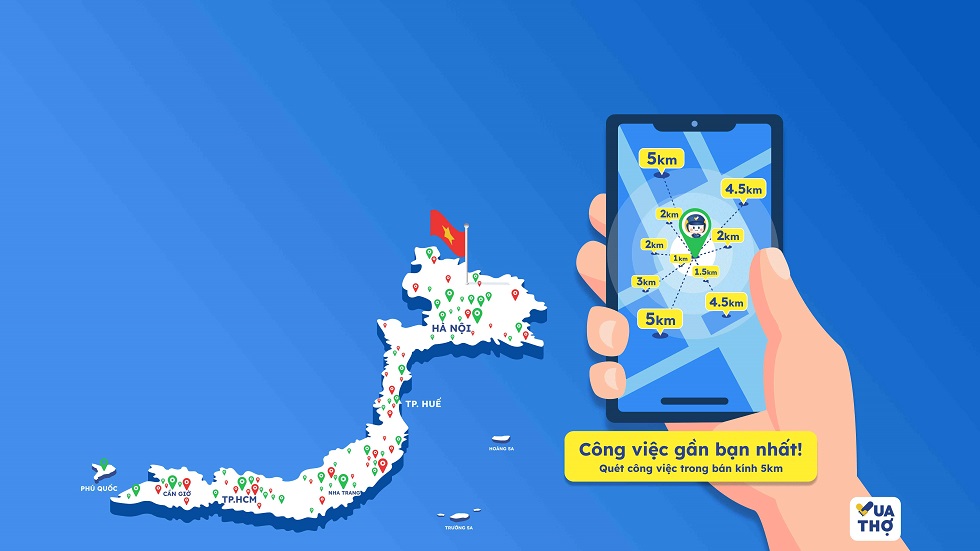 5km
4.5km
2km
2km
2km
1km
1.5km
3km
4.5km
5km
HÀ NỘI
TP. HUẾ
HOÀNG SA
PHÚ QUỐC
CẦN GIỜ
TP.HCM
NHA TRANG
TRƯỜNG SA
Công việc gần bạn nhất!
Quét công việc trong bán kính 5km
VUA
THỢ